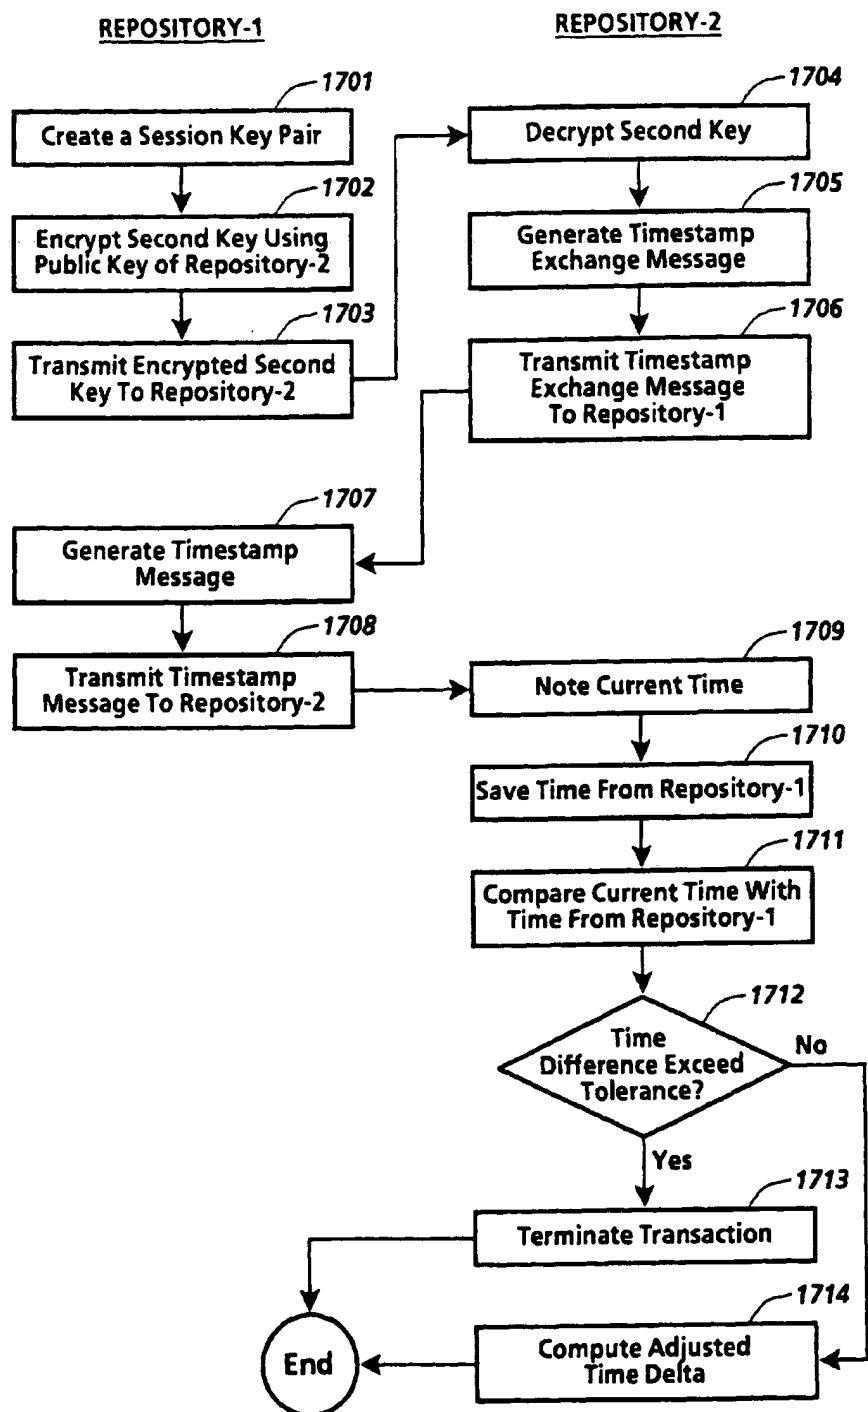 REPOSITORY-1
REPOSITORY-2
1701
Create a Session Key Pair
1702
Encrypt Second Key Using
Public Key of Repository-2
1703
Transmit Encrypted Second
Key To Repository-2
1704
Decrypt Second Key
1705
Generate Timestamp
Exchange Message
1706
Transmit Timestamp
Exchange Message
To Repository-1
1707
Generate Timestamp
Message
1708
Transmit Timestamp
Message To Repository-2
1709
Note Current Time
1710
Save Time From Repository-1
1711
Compare Current Time With
Time From Repository-1
1712
Time
Difference Exceed
Tolerance?
No
Yes
1713
Terminate Transaction
1714
Compute Adjusted
Time Delta
End